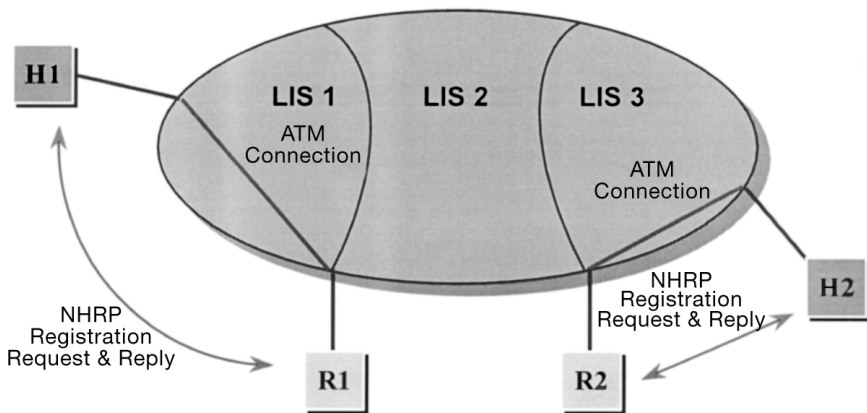 H1
LIS 1
LIS 2
LIS 3
ATM
Connection
ATM
Connection
H2
NHRP
Registration
Request & Reply
NHRP
Registration
Request & Reply
R1
R2